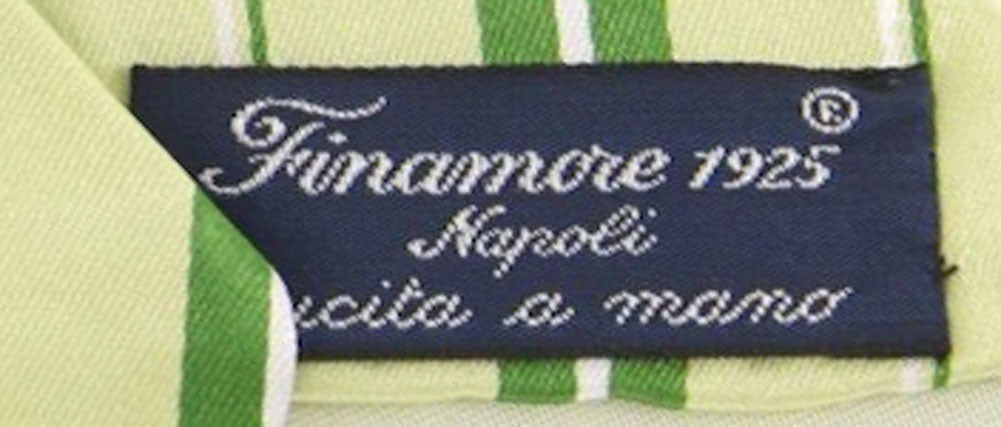 Finamore 1925 ®
Napoli
ucita a mano